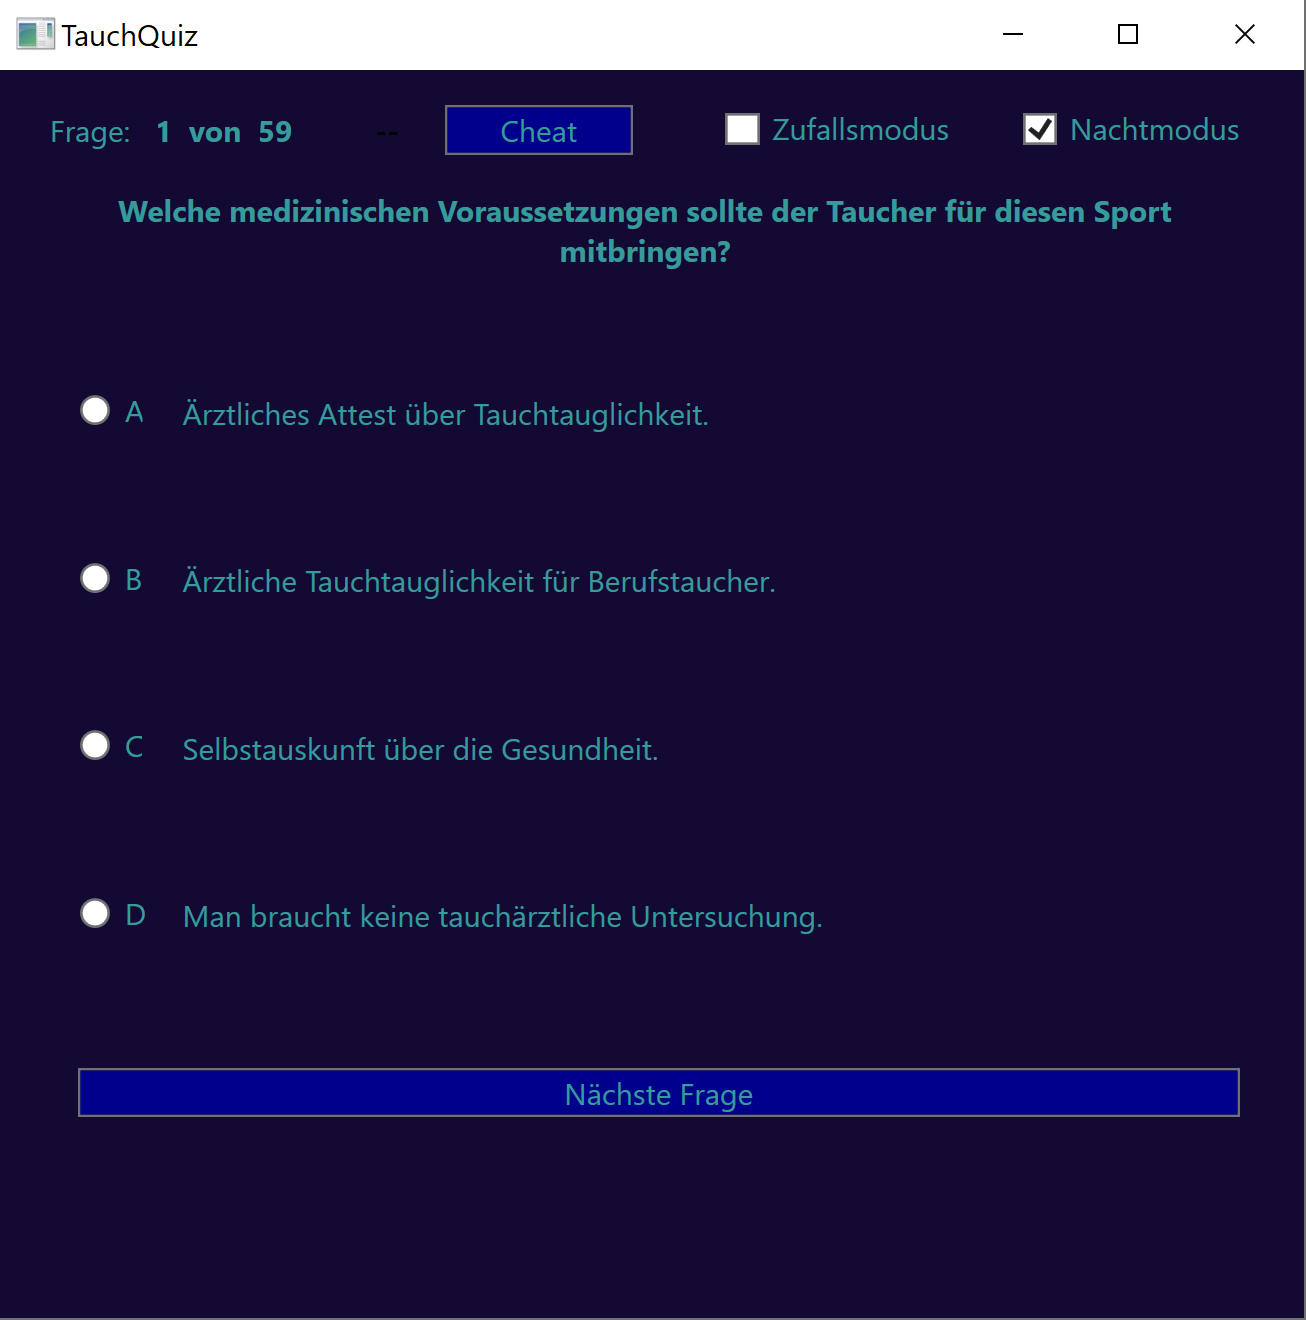 TauchQuiz
Frage: 1 von 59 -- Cheat Zufallsmodus Nachtmodus
Welche medizinischen Voraussetzungen sollte der Taucher für diesen Sport
mitbringen?
A Ärztliches Attest über Tauchtauglichkeit.
B Ärztliche Tauchtauglichkeit für Berufstaucher.
C Selbstauskunft über die Gesundheit.
D Man braucht keine tauchärztliche Untersuchung.
Nächste Frage